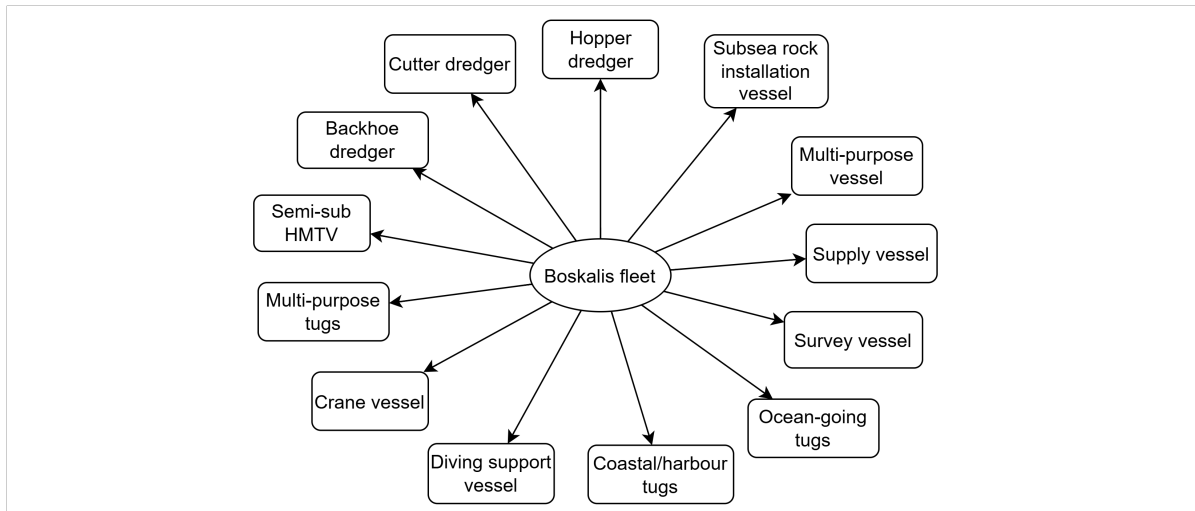 Hopper
dredger
Cutter dredger
Subsea rock
installation
vessel
Backhoe
dredger
Multi-purpose
vessel
Semi-sub
HMTV
Supply vessel
Boskalis fleet
Multi-purpose
tugs
Survey vessel
Crane vessel
Ocean-going
tugs
Diving support
vessel
Coastal/harbour
tugs